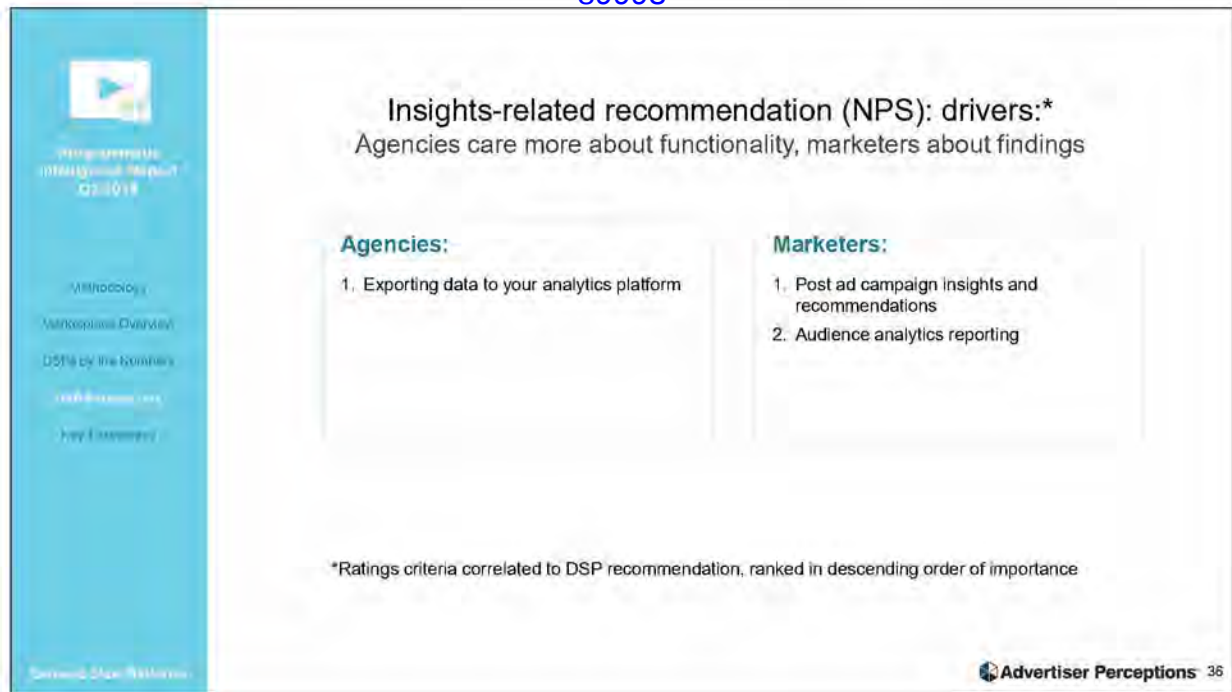 Insights-related recommendation (NPS): drivers:*
Agencies care more about functionality, marketers about findings
Agencies:
1. Exporting data to your analytics platform
Marketers:
1. Post ad campaign insights and
recommendations
2. Audience analytics reporting
*Ratings criteria correlated to DSP recommendation, ranked in descending order of importance
Methodology
Marketplace Overview
DSPs by the Numbers
Key Takeaways
Advertiser Perceptions 36